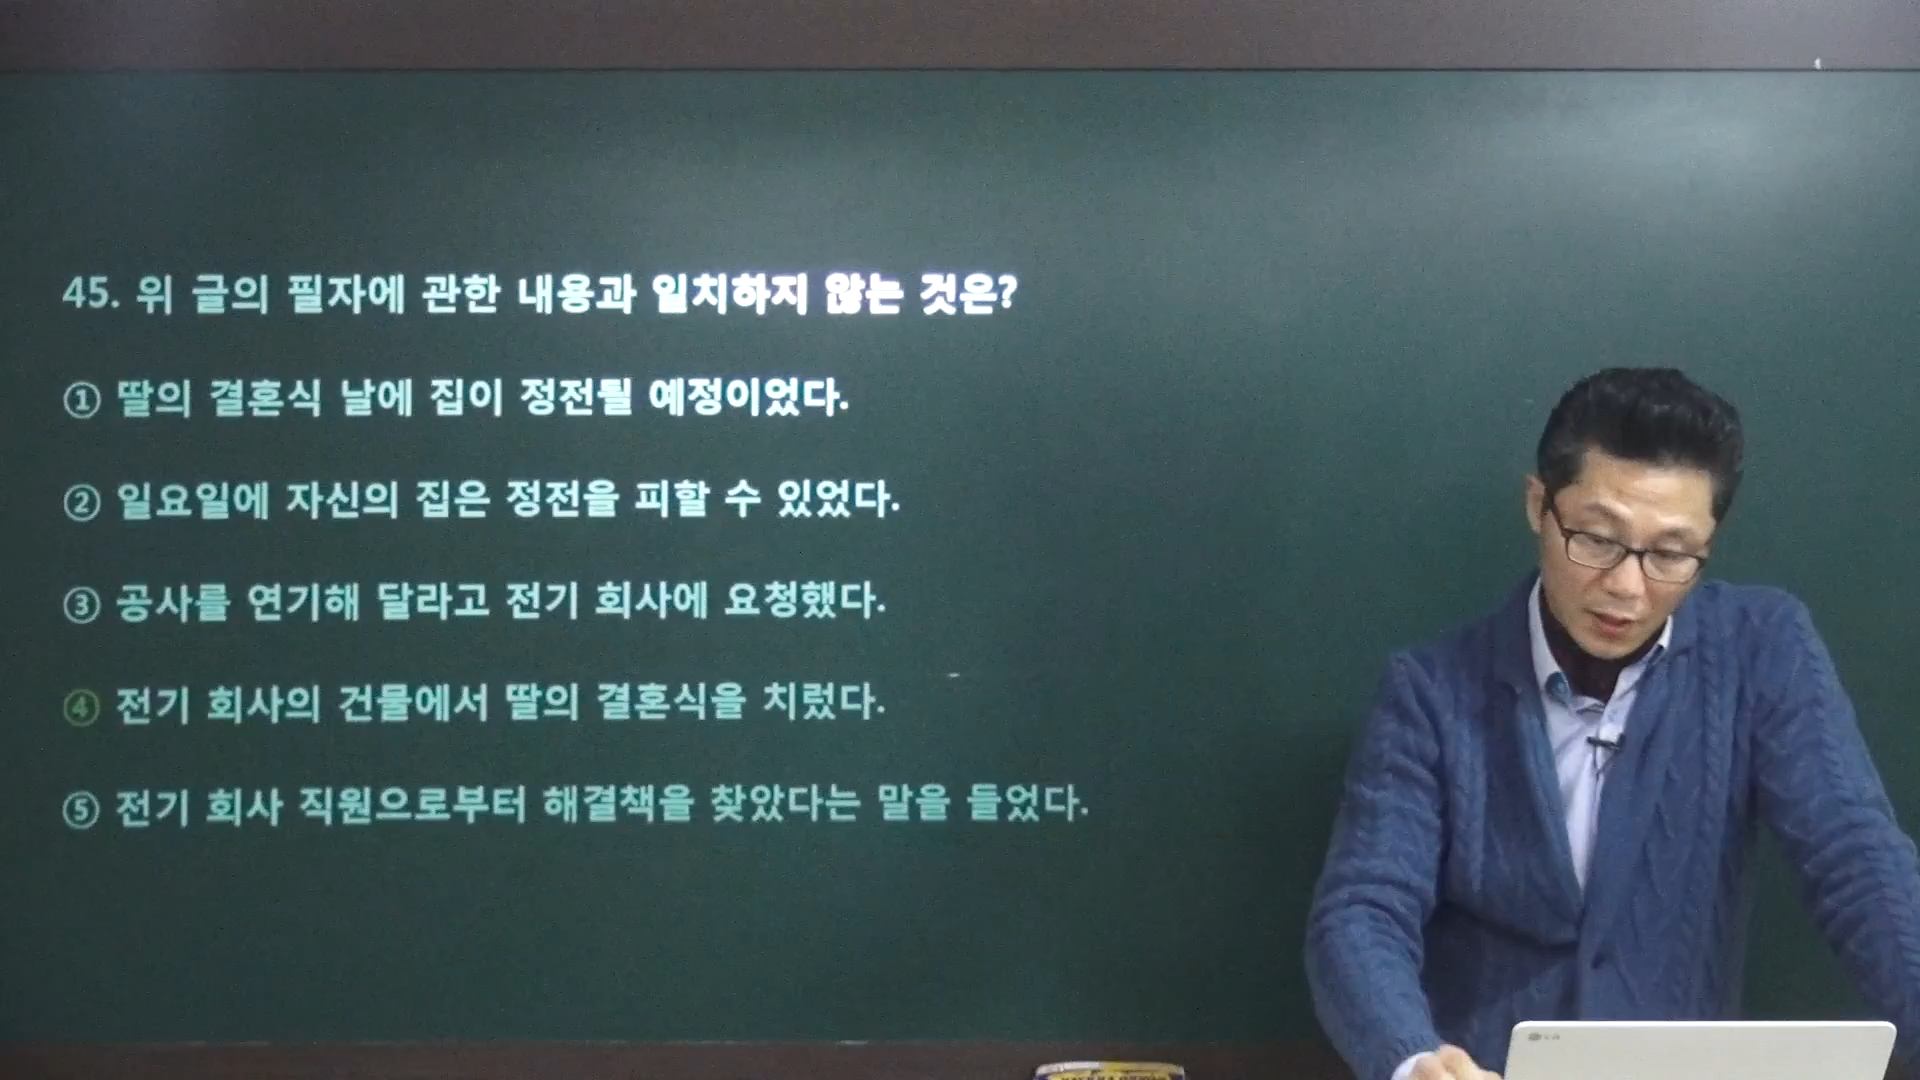 45. 위 글의 필자에 관한 내용과 일치하지 않는 것은?
① 딸의 결혼식 날에 집이 정전될 예정이었다.
② 일요일에 자신의 집은 정전을 피할 수 있었다.
③ 공사를 연기해 달라고 전기 회사에 요청했다.
④ 전기 회사의 건물에서 딸의 결혼식을 치렀다.
⑤ 전기 회사 직원으로부터 해결책을 찾았다는 말을 들었다.
LG